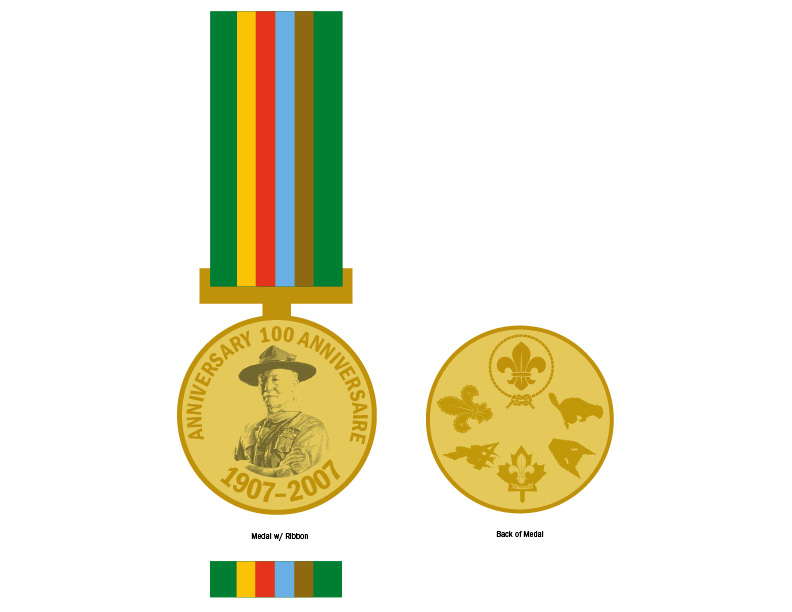 ANNIVERSARY 100 ANNIVERSAIRE
1907-2007
Medal w/ Ribbon
Back of Medal